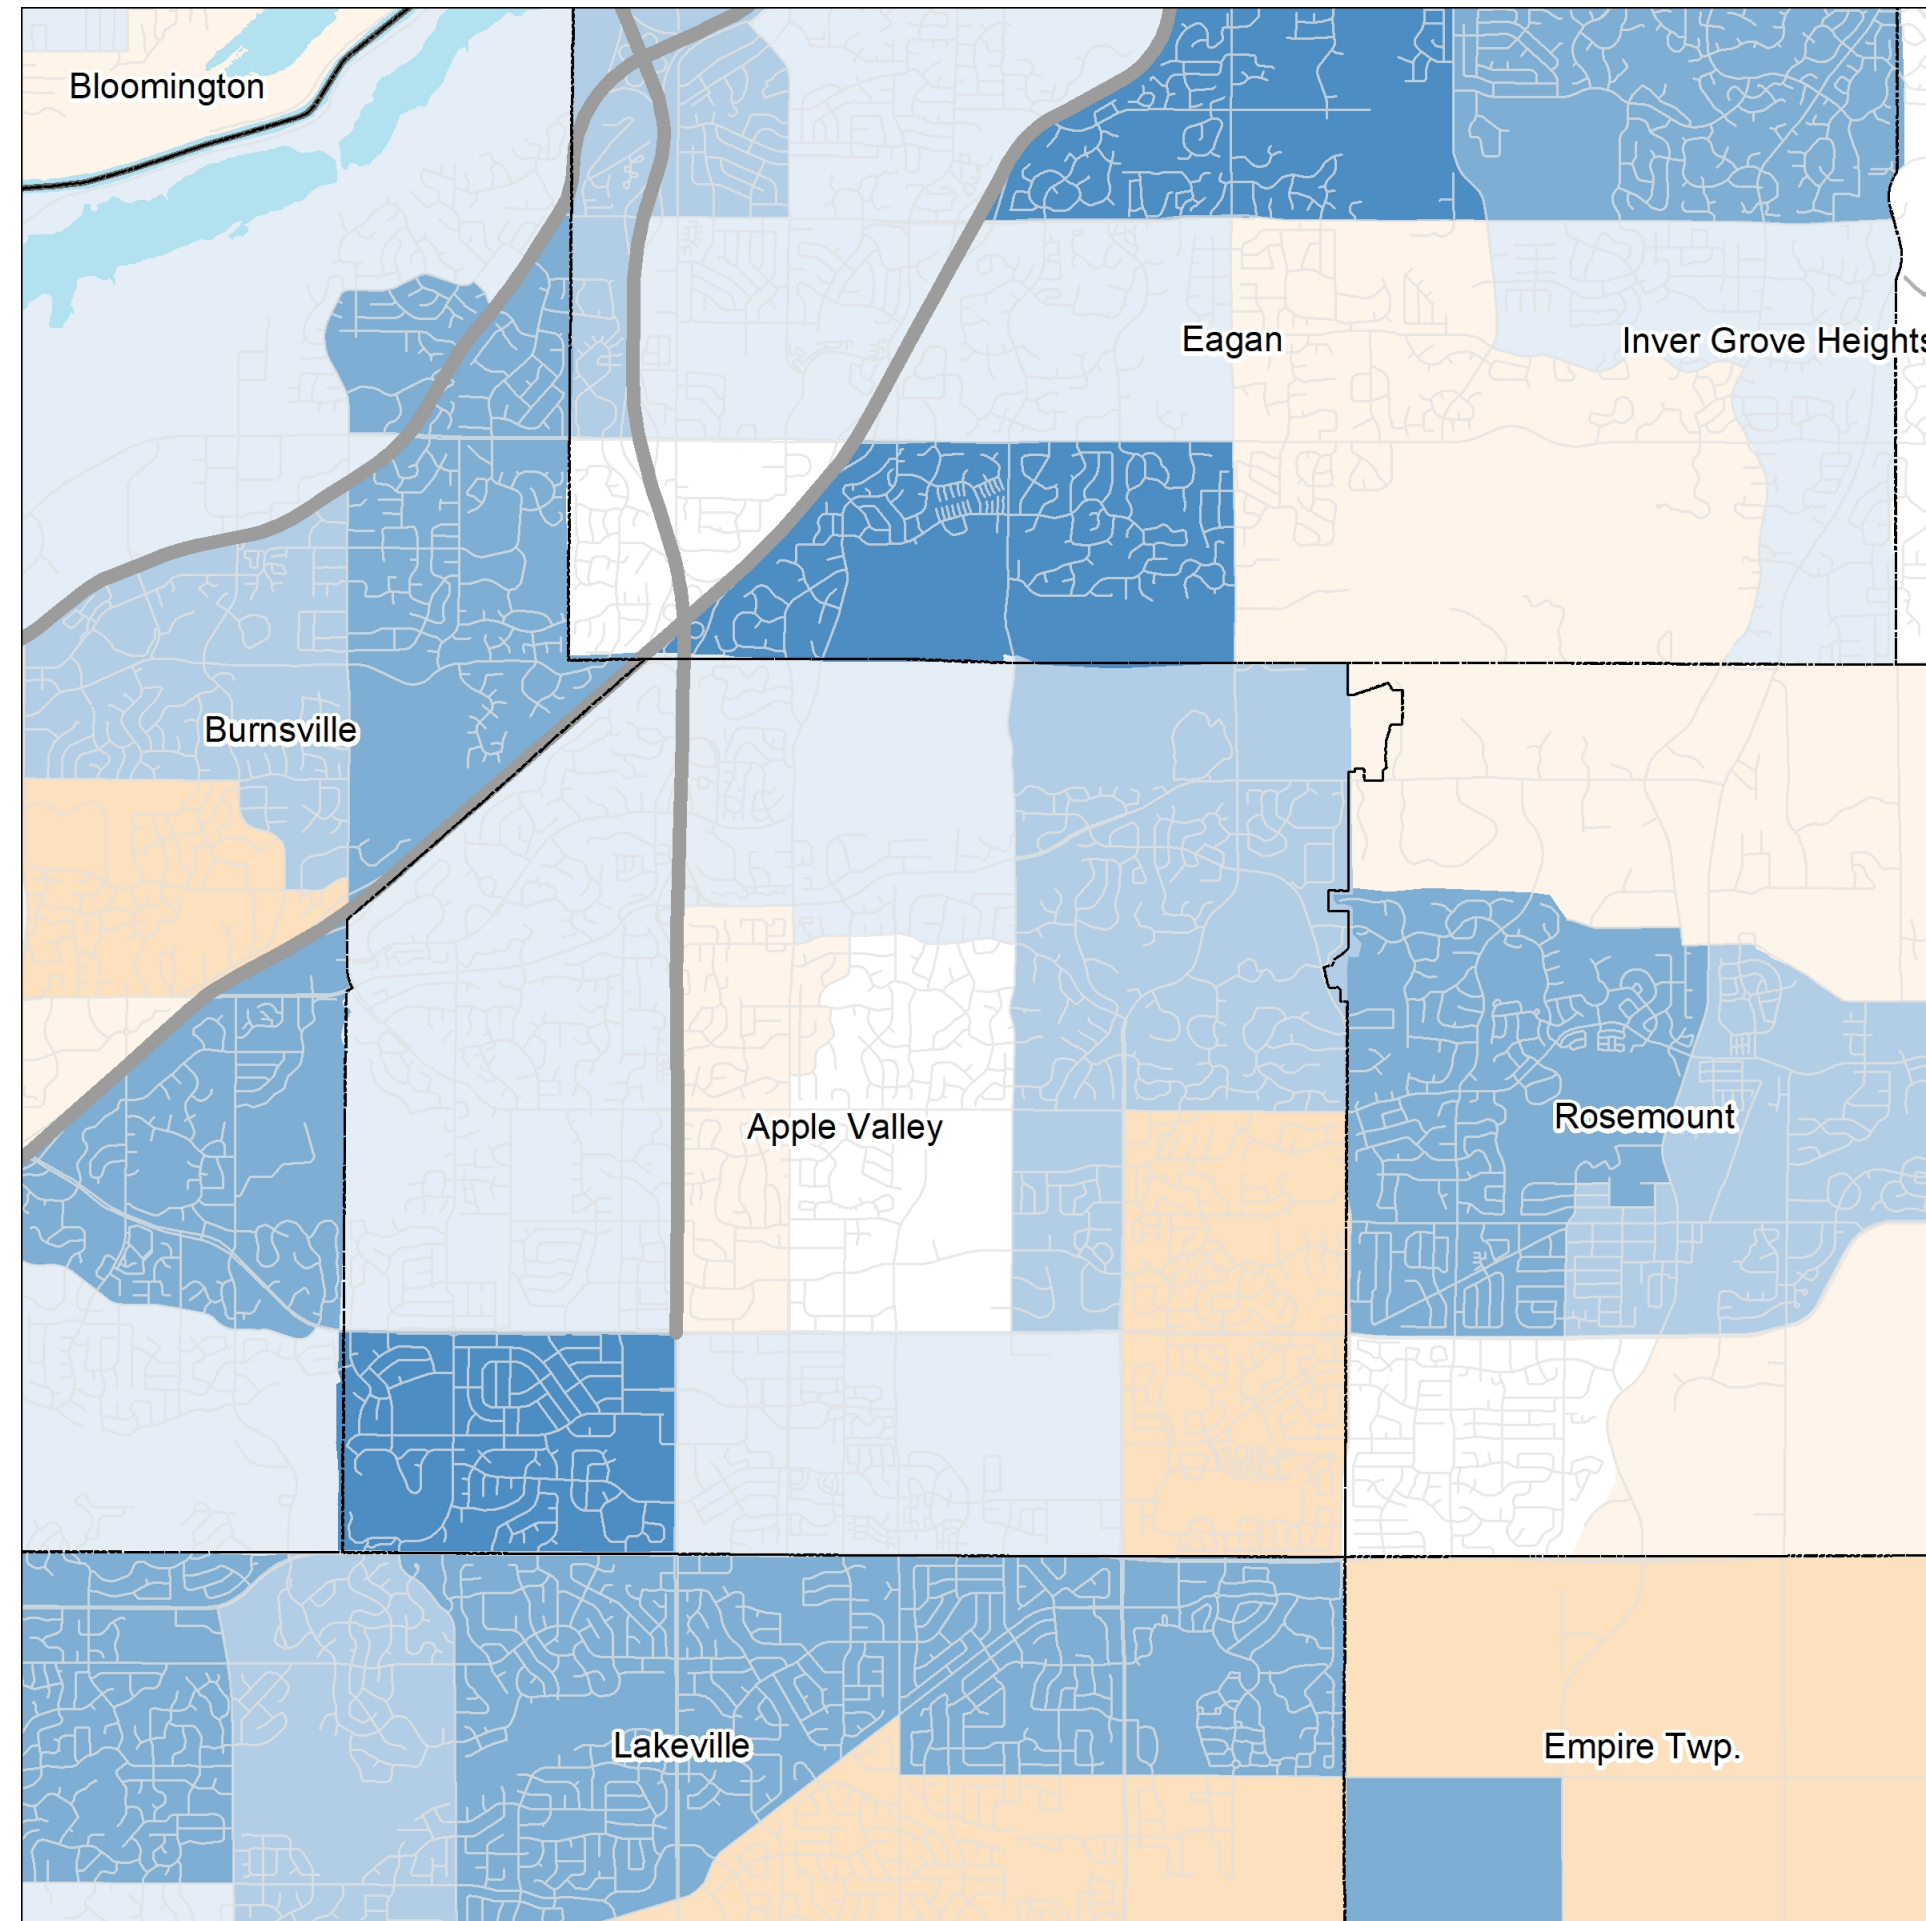 Bloomington
Eagan
Inver Grove Heights
Burnsville
Apple Valley
Rosemount
Lakeville
Empire Twp.